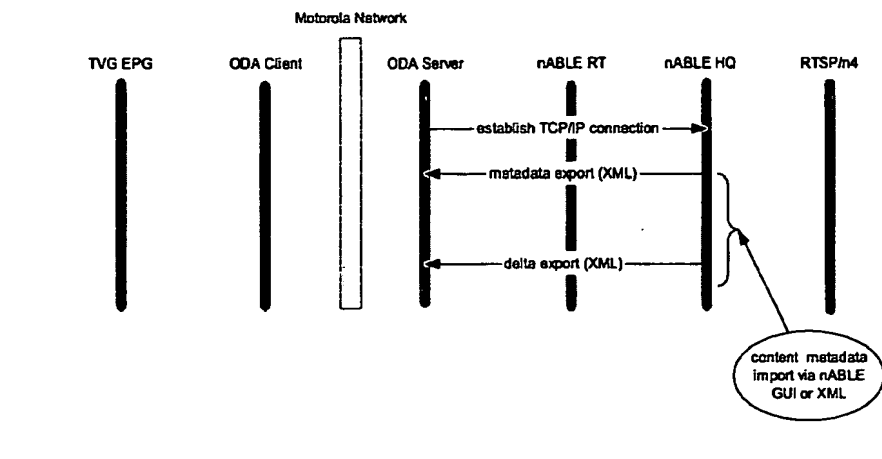 Motorola Network
TVG EPG
ODA Client
ODA Server
nABLE RT
nABLE HQ
RTSP/n4
establish TCP/IP connection
metadata export (XML)
delta export (XML)
content metadata
import via nABLE
GUI or XML